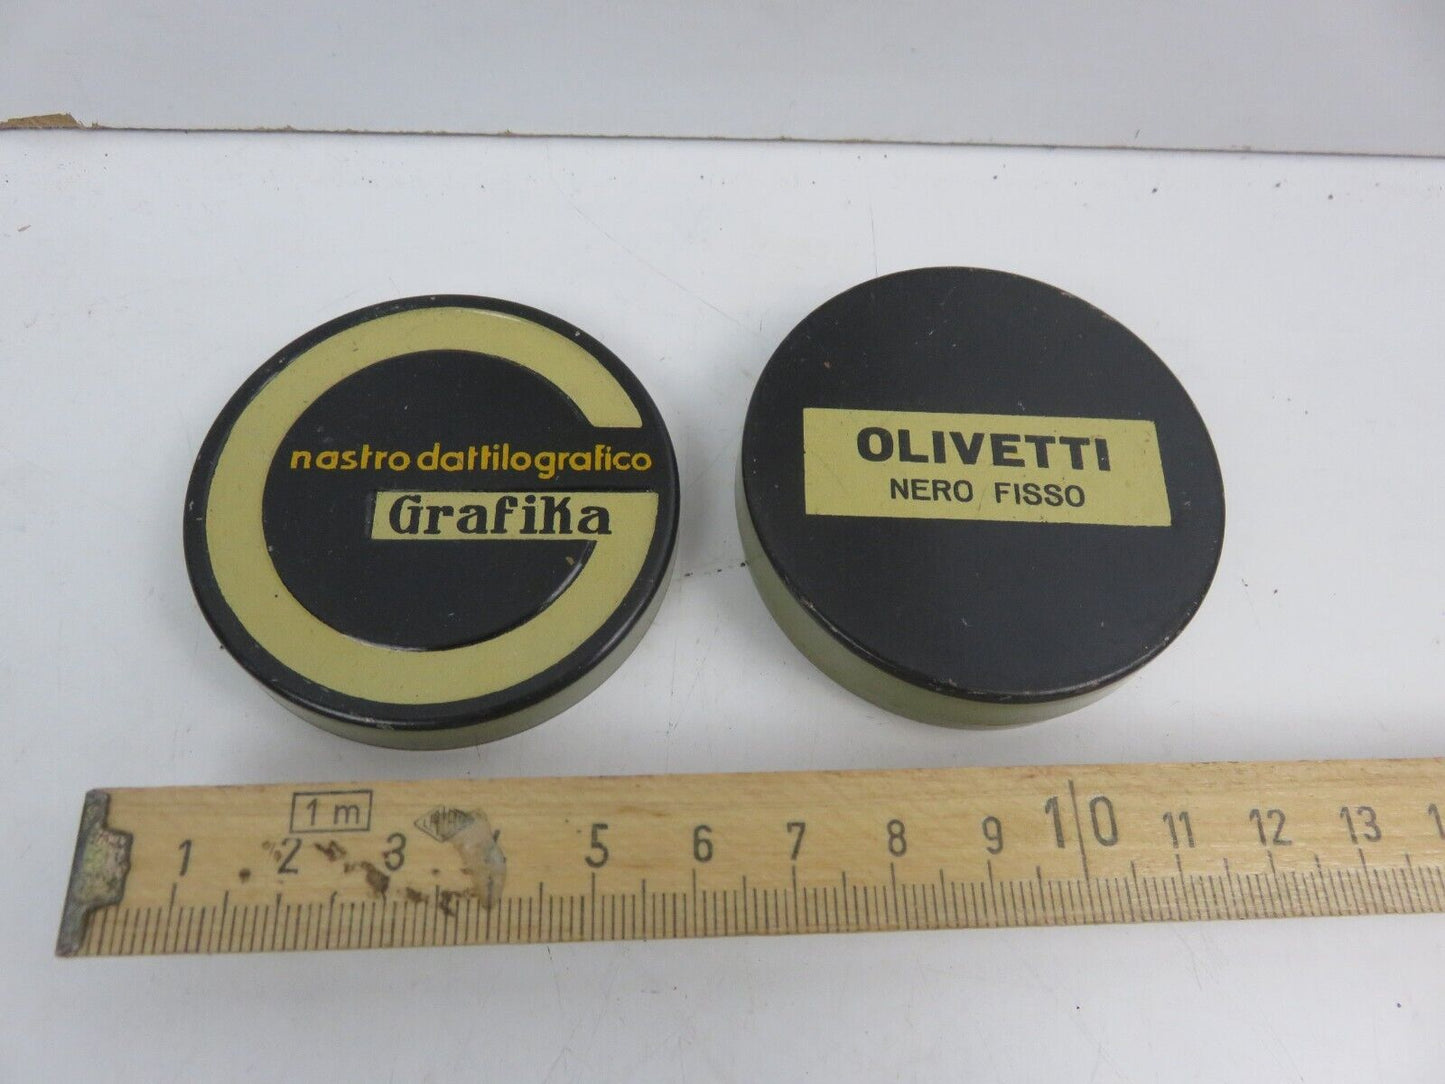 nastro dattilografico
GrafiKa
OLIVETTI
NERO FISSO
1 m
1 2 3 5 6 7 8 9 10 11 12 13